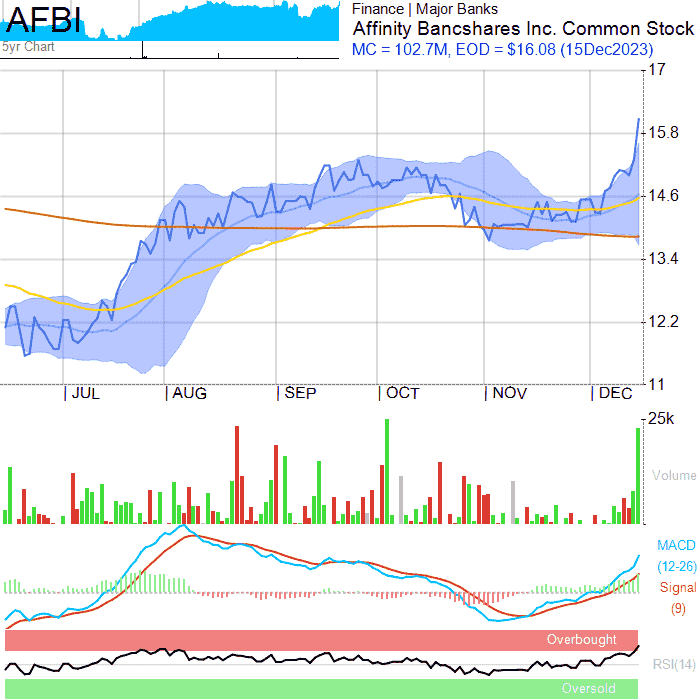 AFBI
5yr Chart
Finance | Major Banks
Affinity Bancshares Inc. Common Stock
MC = 102.7M, EOD = $16.08 (15Dec2023)
17
15.8
14.6
13.4
12.2
11
JUL AUG SEP OCT NOV DEC
25k
Volume
MACD
(12-26)
Signal
(9)
Overbought
RSI(14)
Oversold